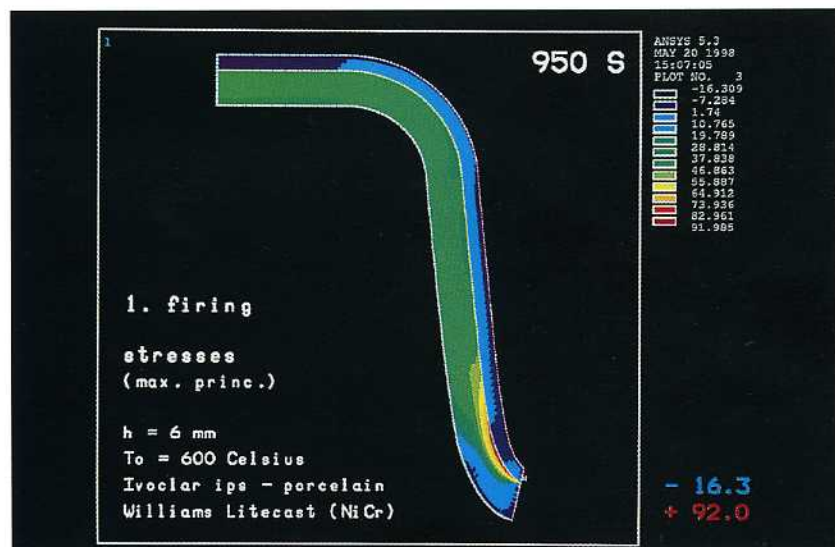 1
950 S
ANSYS 5.3
MAY 20 1998
15:07:05
PLOT NO. 3
-16.309
-7.284
1.74
10.765
19.789
28.814
37.838
46.863
55.887
64.912
73.936
82.961
91.985
1. firing
stresses
(max. princ.)
h = 6 mm
To = 600 Celsius
Ivoclar ips - porcelain
Williams Litecast (NiCr)
- 16.3
+ 92.0